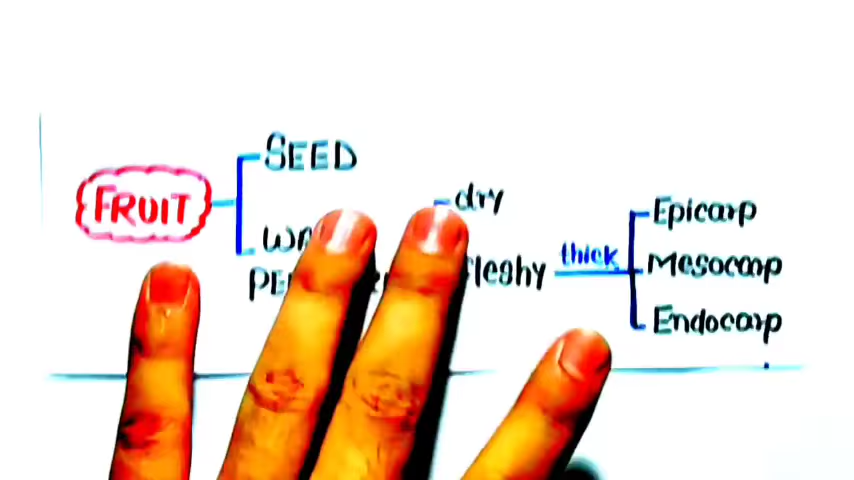 FRUIT
SEED
dry
fleshy
thick
Epicarp
Mesocarp
Endocarp